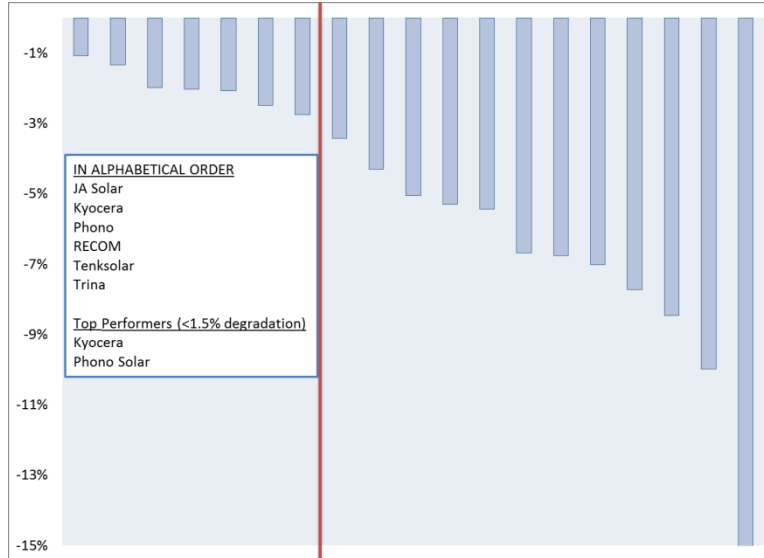 -1%
-3%
-5%
-7%
-9%
-11%
-13%
-15%
IN ALPHABETICAL ORDER
JA Solar
Kyocera
Phono
RECOM
Tenksolar
Trina
Top Performers (<1.5% degradation)
Kyocera
Phono Solar